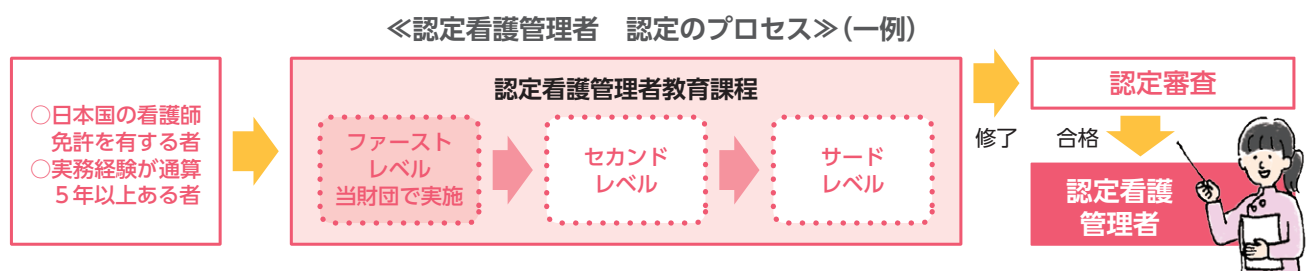 ≪認定看護管理者　認定のプロセス≫（一例）
○日本国の看護師
免許を有する者
○実務経験が通算
５年以上ある者
認定看護管理者教育課程
ファースト
レベル
当財団で実施
セカンド
レベル
サード
レベル
修了
認定審査
合格
認定看護
管理者